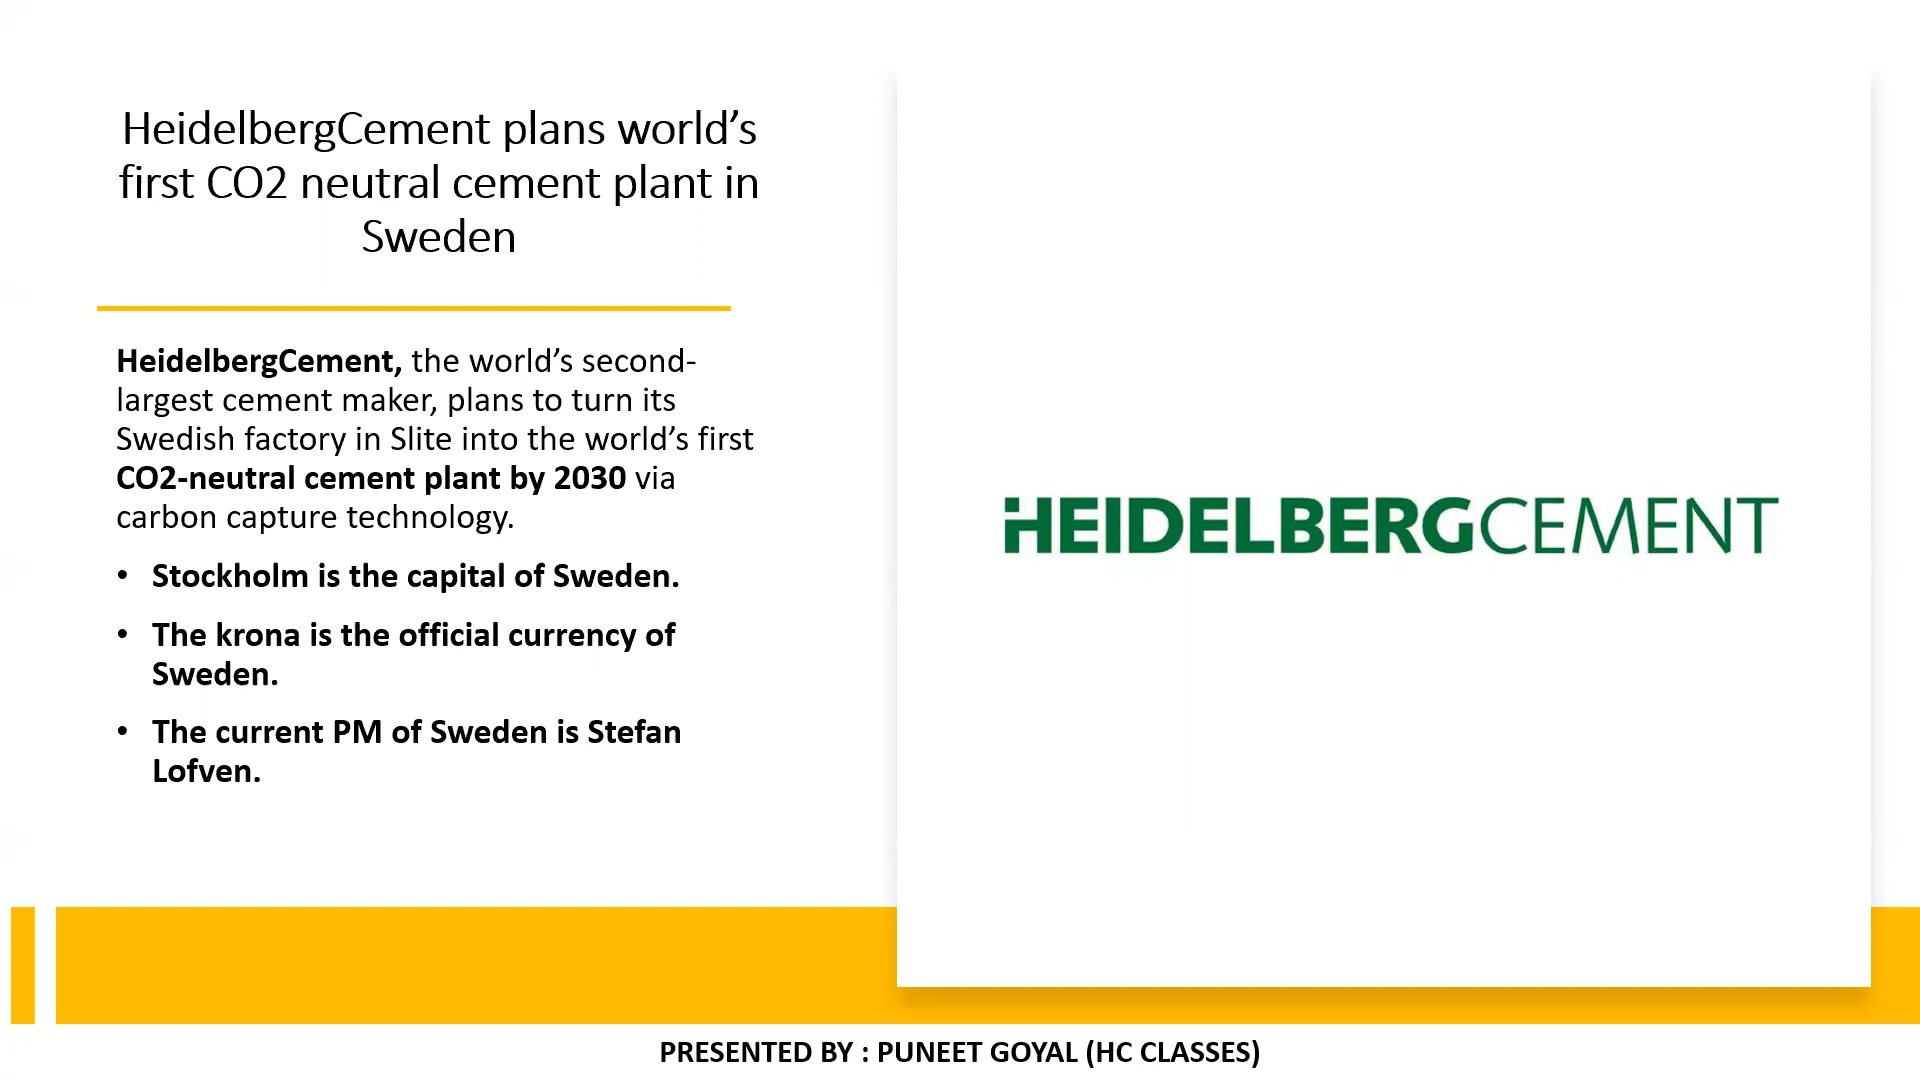 HeidelbergCement plans world’s
first CO2 neutral cement plant in
Sweden
HeidelbergCement, the world’s second-
largest cement maker, plans to turn its
Swedish factory in Slite into the world’s first
CO2-neutral cement plant by 2030 via
carbon capture technology.
• Stockholm is the capital of Sweden.
• The krona is the official currency of
Sweden.
• The current PM of Sweden is Stefan
Lofven.
HEIDELBERGCEMENT
PRESENTED BY : PUNEET GOYAL (HC CLASSES)